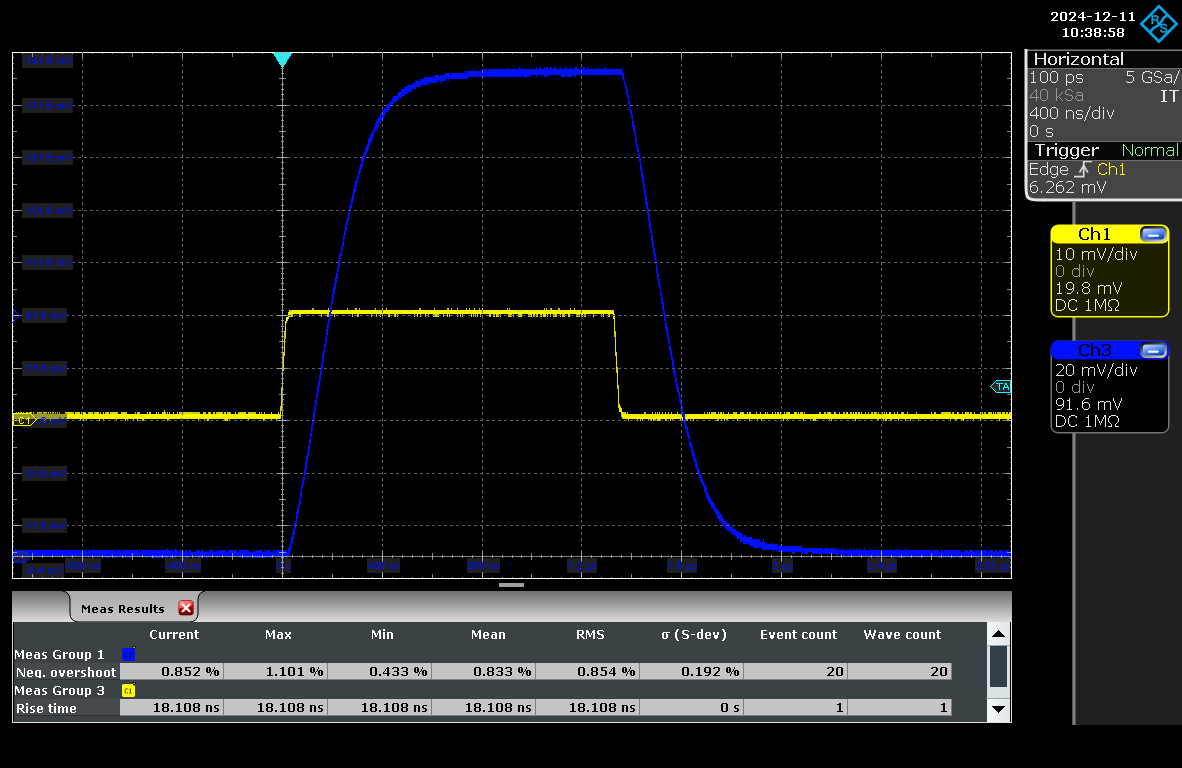 2024-12-11
10:38:58
Horizontal
100 ps 5 GSa/
40 kSa IT
400 ns/div
0 s
Trigger Normal
Edge Ch1
6.262 mV
Ch1
10 mV/div
0 div
19.8 mV
DC 1MΩ
Ch3
20 mV/div
0 div
91.6 mV
DC 1MΩ
TA
C1
Meas Results
Current Max Min Mean RMS σ (S-dev) Event count Wave count
Meas Group 1
Neg. overshoot 0.852 % 1.101 % 0.433 % 0.833 % 0.854 % 0.192 % 20 20
Meas Group 3 C1
Rise time 18.108 ns 18.108 ns 18.108 ns 18.108 ns 18.108 ns 0 s 1 1